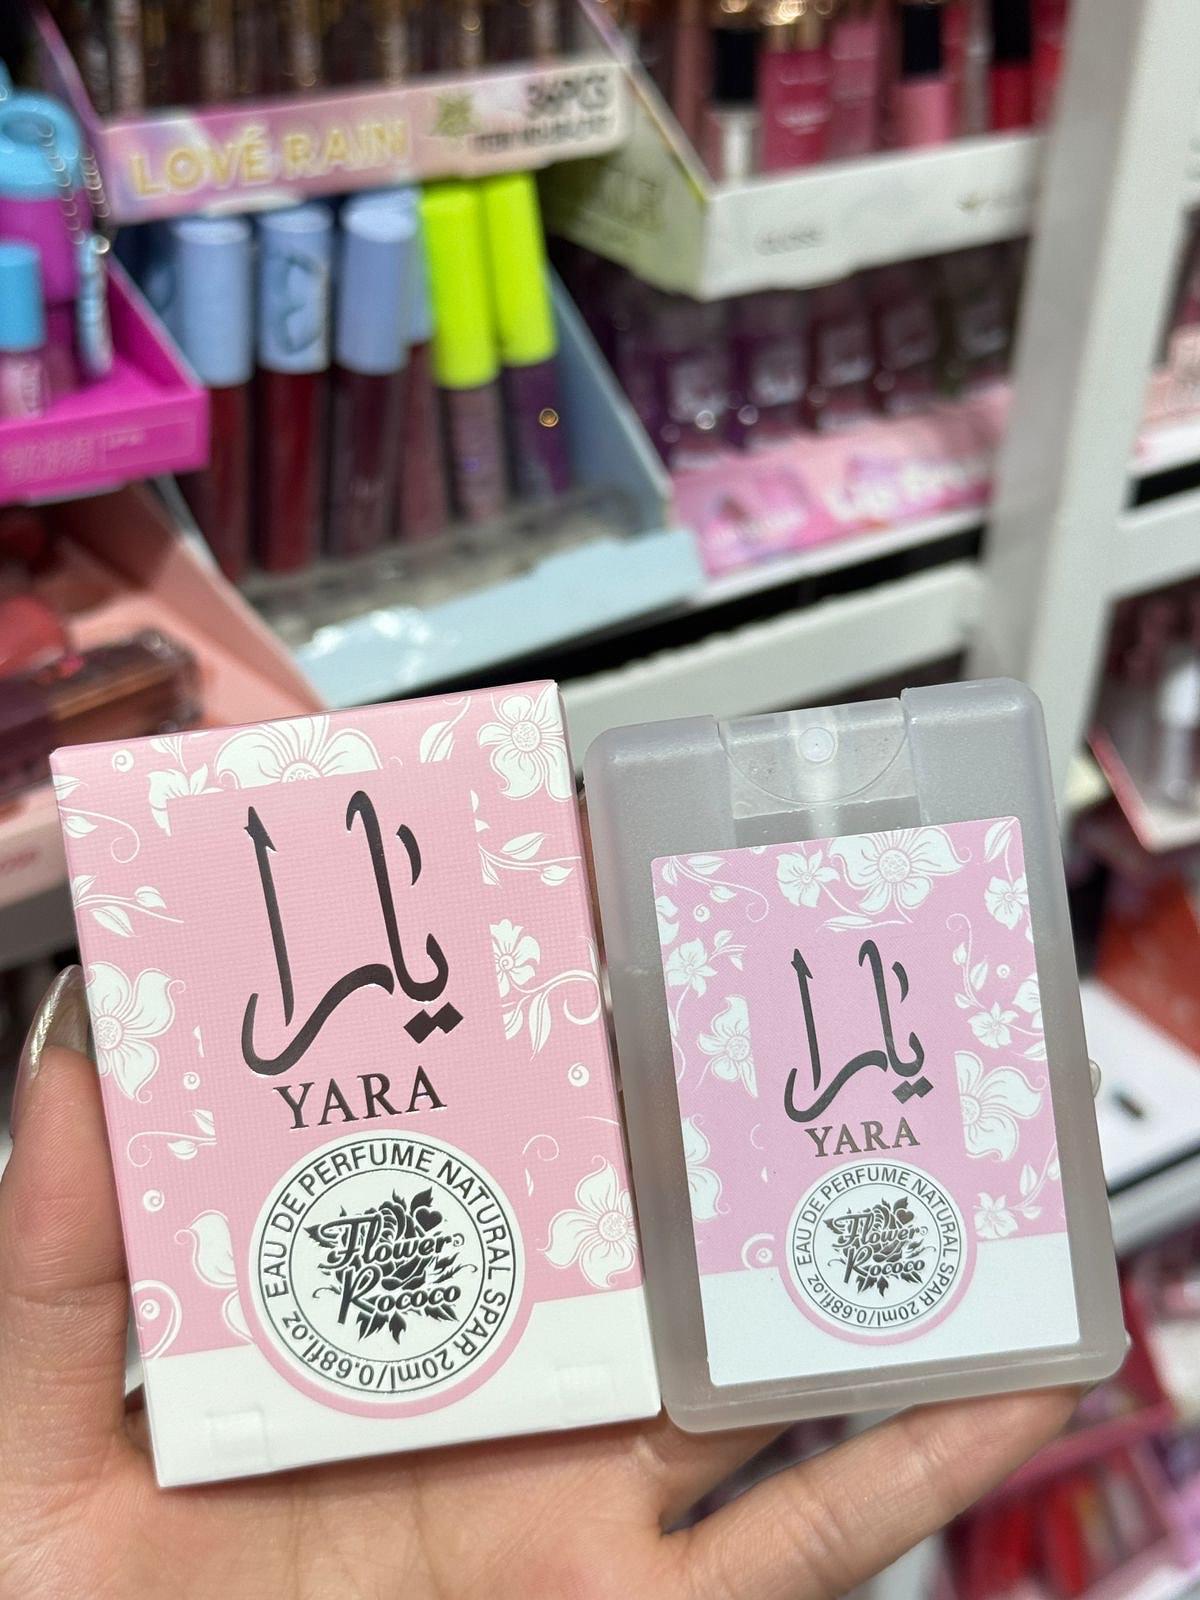 LOVE RAIN
36PCS
يارا
YARA
EAU DE PERFUME NATURAL SPAR 20ml/0.68fl.oz
Flower
Rococo
يارا
YARA
EAU DE PERFUME NATURAL SPAR 20ml/0.68fl.oz
Flower
Rococo